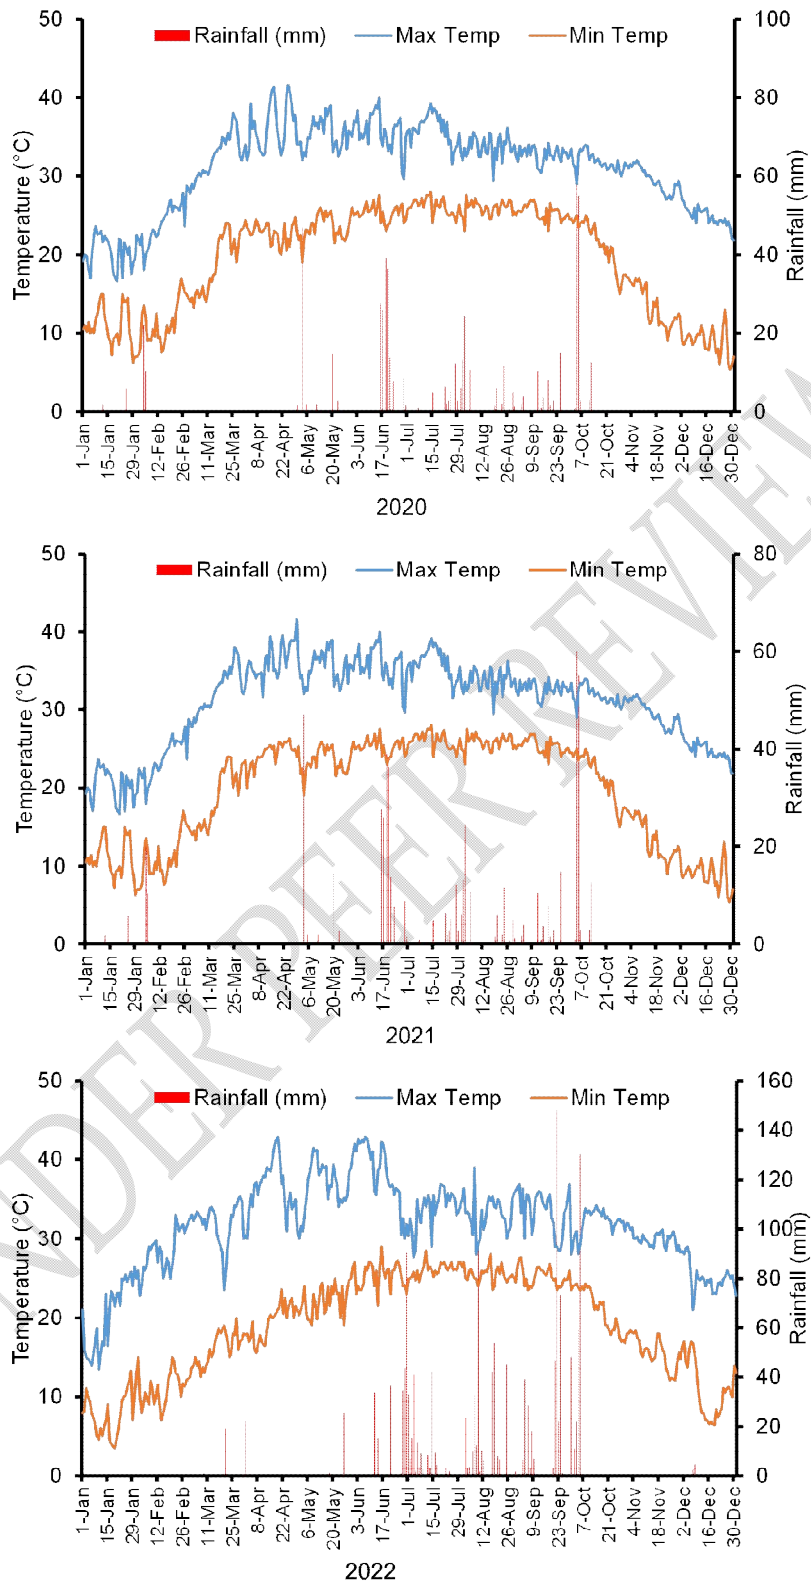 Rainfall (mm) Max Temp Min Temp
50 40 30 20 10 0
Temperature (°C)
100 80 60 40 20 0
Rainfall (mm)
1-Jan 15-Jan 29-Jan 12-Feb 26-Feb 11-Mar 25-Mar 8-Apr 22-Apr 6-May 20-May 3-Jun 17-Jun 1-Jul 15-Jul 29-Jul 12-Aug 26-Aug 9-Sep 23-Sep 7-Oct 21-Oct 4-Nov 18-Nov 2-Dec 16-Dec 30-Dec
2020
Rainfall (mm) Max Temp Min Temp
50 40 30 20 10 0
Temperature (°C)
80 60 40 20 0
Rainfall (mm)
1-Jan 15-Jan 29-Jan 12-Feb 26-Feb 11-Mar 25-Mar 8-Apr 22-Apr 6-May 20-May 3-Jun 17-Jun 1-Jul 15-Jul 29-Jul 12-Aug 26-Aug 9-Sep 23-Sep 7-Oct 21-Oct 4-Nov 18-Nov 2-Dec 16-Dec 30-Dec
2021
Rainfall (mm) Max Temp Min Temp
50 40 30 20 10 0
Temperature (°C)
160 140 120 100 80 60 40 20 0
Rainfall (mm)
1-Jan 15-Jan 29-Jan 12-Feb 26-Feb 11-Mar 25-Mar 8-Apr 22-Apr 6-May 20-May 3-Jun 17-Jun 1-Jul 15-Jul 29-Jul 12-Aug 26-Aug 9-Sep 23-Sep 7-Oct 21-Oct 4-Nov 18-Nov 2-Dec 16-Dec 30-Dec
2022
NDER PEER REVIEW